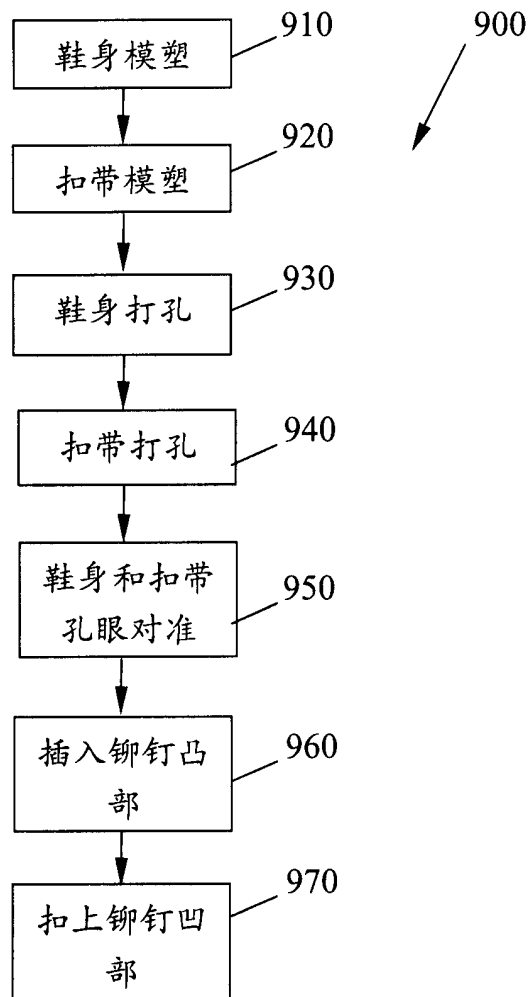 910
900
鞋身模塑
920
扣带模塑
930
鞋身打孔
940
扣带打孔
950
鞋身和扣带
孔眼对准
960
插入铆钉凸
部
970
扣上铆钉凹
部